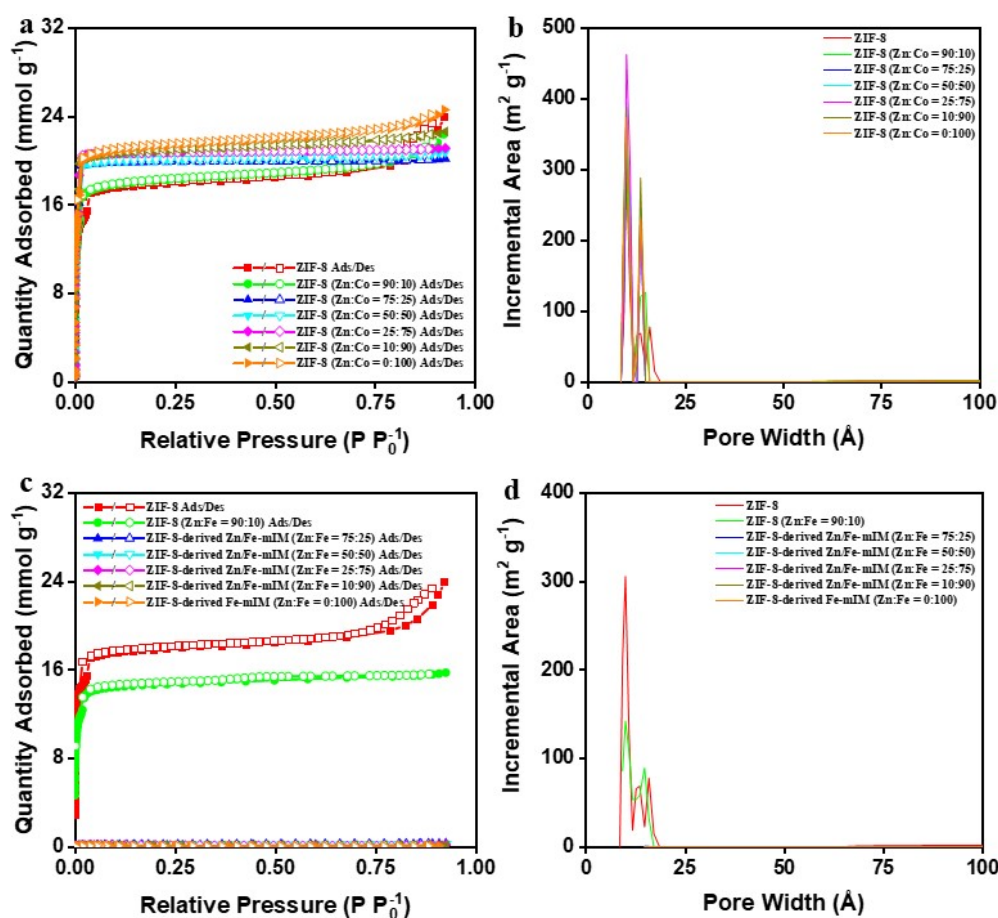 a
32
24
16
8
0
Quantity Adsorbed (mmol g⁻¹)
ZIF-8 Ads/Des
ZIF-8 (Zn:Co = 90:10) Ads/Des
ZIF-8 (Zn:Co = 75:25) Ads/Des
ZIF-8 (Zn:Co = 50:50) Ads/Des
ZIF-8 (Zn:Co = 25:75) Ads/Des
ZIF-8 (Zn:Co = 10:90) Ads/Des
ZIF-8 (Zn:Co = 0:100) Ads/Des
0.00 0.25 0.50 0.75 1.00
Relative Pressure (P P₀⁻¹)
b
500
400
300
200
100
0
Incremental Area (m² g⁻¹)
ZIF-8
ZIF-8 (Zn:Co = 90:10)
ZIF-8 (Zn:Co = 75:25)
ZIF-8 (Zn:Co = 50:50)
ZIF-8 (Zn:Co = 25:75)
ZIF-8 (Zn:Co = 10:90)
ZIF-8 (Zn:Co = 0:100)
0 25 50 75 100
Pore Width (Å)
c
32
24
16
8
0
Quantity Adsorbed (mmol g⁻¹)
ZIF-8 Ads/Des
ZIF-8 (Zn:Fe = 90:10) Ads/Des
ZIF-8-derived Zn/Fe-mIM (Zn:Fe = 75:25) Ads/Des
ZIF-8-derived Zn/Fe-mIM (Zn:Fe = 50:50) Ads/Des
ZIF-8-derived Zn/Fe-mIM (Zn:Fe = 25:75) Ads/Des
ZIF-8-derived Zn/Fe-mIM (Zn:Fe = 10:90) Ads/Des
ZIF-8-derived Fe-mIM (Zn:Fe = 0:100) Ads/Des
0.00 0.25 0.50 0.75 1.00
Relative Pressure (P P₀⁻¹)
d
400
300
200
100
0
Incremental Area (m² g⁻¹)
ZIF-8
ZIF-8 (Zn:Fe = 90:10)
ZIF-8-derived Zn/Fe-mIM (Zn:Fe = 75:25)
ZIF-8-derived Zn/Fe-mIM (Zn:Fe = 50:50)
ZIF-8-derived Zn/Fe-mIM (Zn:Fe = 25:75)
ZIF-8-derived Zn/Fe-mIM (Zn:Fe = 10:90)
ZIF-8-derived Fe-mIM (Zn:Fe = 0:100)
0 25 50 75 100
Pore Width (Å)